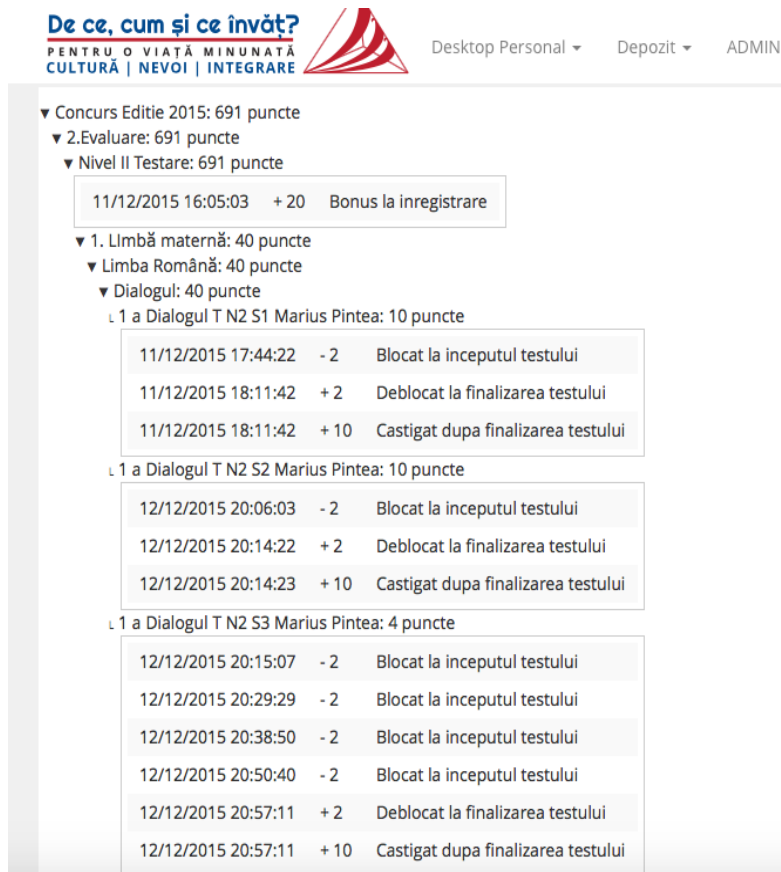 De ce, cum și ce învăț?
PENTRU O VIAȚĂ MINUNATĂ
CULTURĂ | NEVOI | INTEGRARE
Desktop Personal ▾ Depozit ▾ ADMIN
▾ Concurs Editie 2015: 691 puncte
▾ 2.Evaluare: 691 puncte
▾ Nivel II Testare: 691 puncte
11/12/2015 16:05:03 + 20 Bonus la inregistrare
▾ 1. LImbă maternă: 40 puncte
▾ Limba Română: 40 puncte
▾ Dialogul: 40 puncte
└ 1 a Dialogul T N2 S1 Marius Pintea: 10 puncte
11/12/2015 17:44:22 - 2 Blocat la inceputul testului
11/12/2015 18:11:42 + 2 Deblocat la finalizarea testului
11/12/2015 18:11:42 + 10 Castigat dupa finalizarea testului
└ 1 a Dialogul T N2 S2 Marius Pintea: 10 puncte
12/12/2015 20:06:03 - 2 Blocat la inceputul testului
12/12/2015 20:14:22 + 2 Deblocat la finalizarea testului
12/12/2015 20:14:23 + 10 Castigat dupa finalizarea testului
└ 1 a Dialogul T N2 S3 Marius Pintea: 4 puncte
12/12/2015 20:15:07 - 2 Blocat la inceputul testului
12/12/2015 20:29:29 - 2 Blocat la inceputul testului
12/12/2015 20:38:50 - 2 Blocat la inceputul testului
12/12/2015 20:50:40 - 2 Blocat la inceputul testului
12/12/2015 20:57:11 + 2 Deblocat la finalizarea testului
12/12/2015 20:57:11 + 10 Castigat dupa finalizarea testului